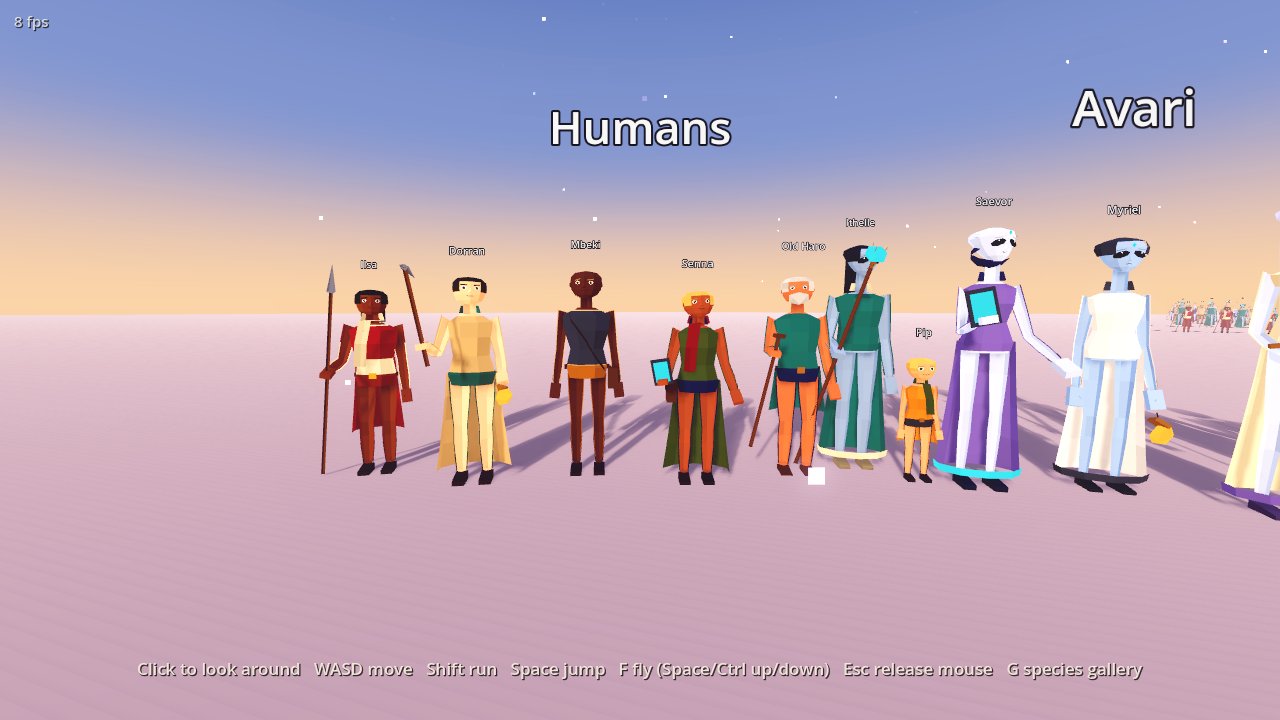 8 fps
Humans
Avari
Ilsa
Dorran
Mbeki
Senna
Old Haro
Ithelle
Pip
Saevor
Myriel
Click to look around WASD move Shift run Space jump F fly (Space/Ctrl up/down) Esc release mouse G species gallery